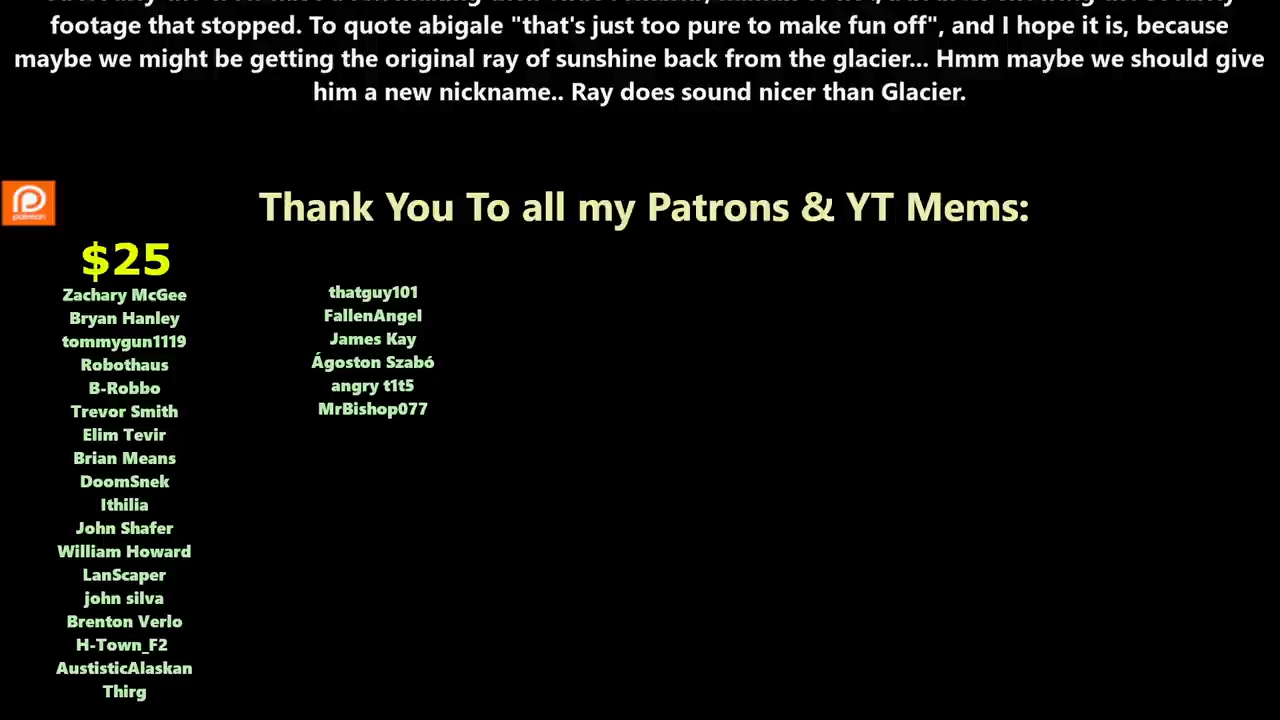 footage that stopped. To quote abigale "that's just too pure to make fun off", and I hope it is, because
maybe we might be getting the original ray of sunshine back from the glacier... Hmm maybe we should give
him a new nickname.. Ray does sound nicer than Glacier.
patreon
Thank You To all my Patrons & YT Mems:
$25
Zachary McGee
Bryan Hanley
tommygun1119
Robothaus
B-Robbo
Trevor Smith
Elim Tevir
Brian Means
DoomSnek
Ithilia
John Shafer
William Howard
LanScaper
john silva
Brenton Verlo
H-Town_F2
AustisticAlaskan
Thirg
thatguy101
FallenAngel
James Kay
Ágoston Szabó
angry t1t5
MrBishop077